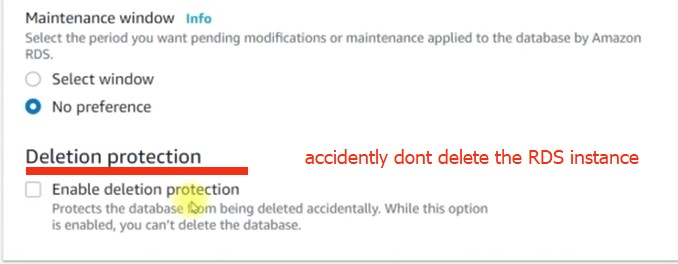 Maintenance window Info
Select the period you want pending modifications or maintenance applied to the database by Amazon
RDS.
Select window
No preference
Deletion protection
accidently dont delete the RDS instance
Enable deletion protection
Protects the database from being deleted accidentally. While this option
is enabled, you can't delete the database.